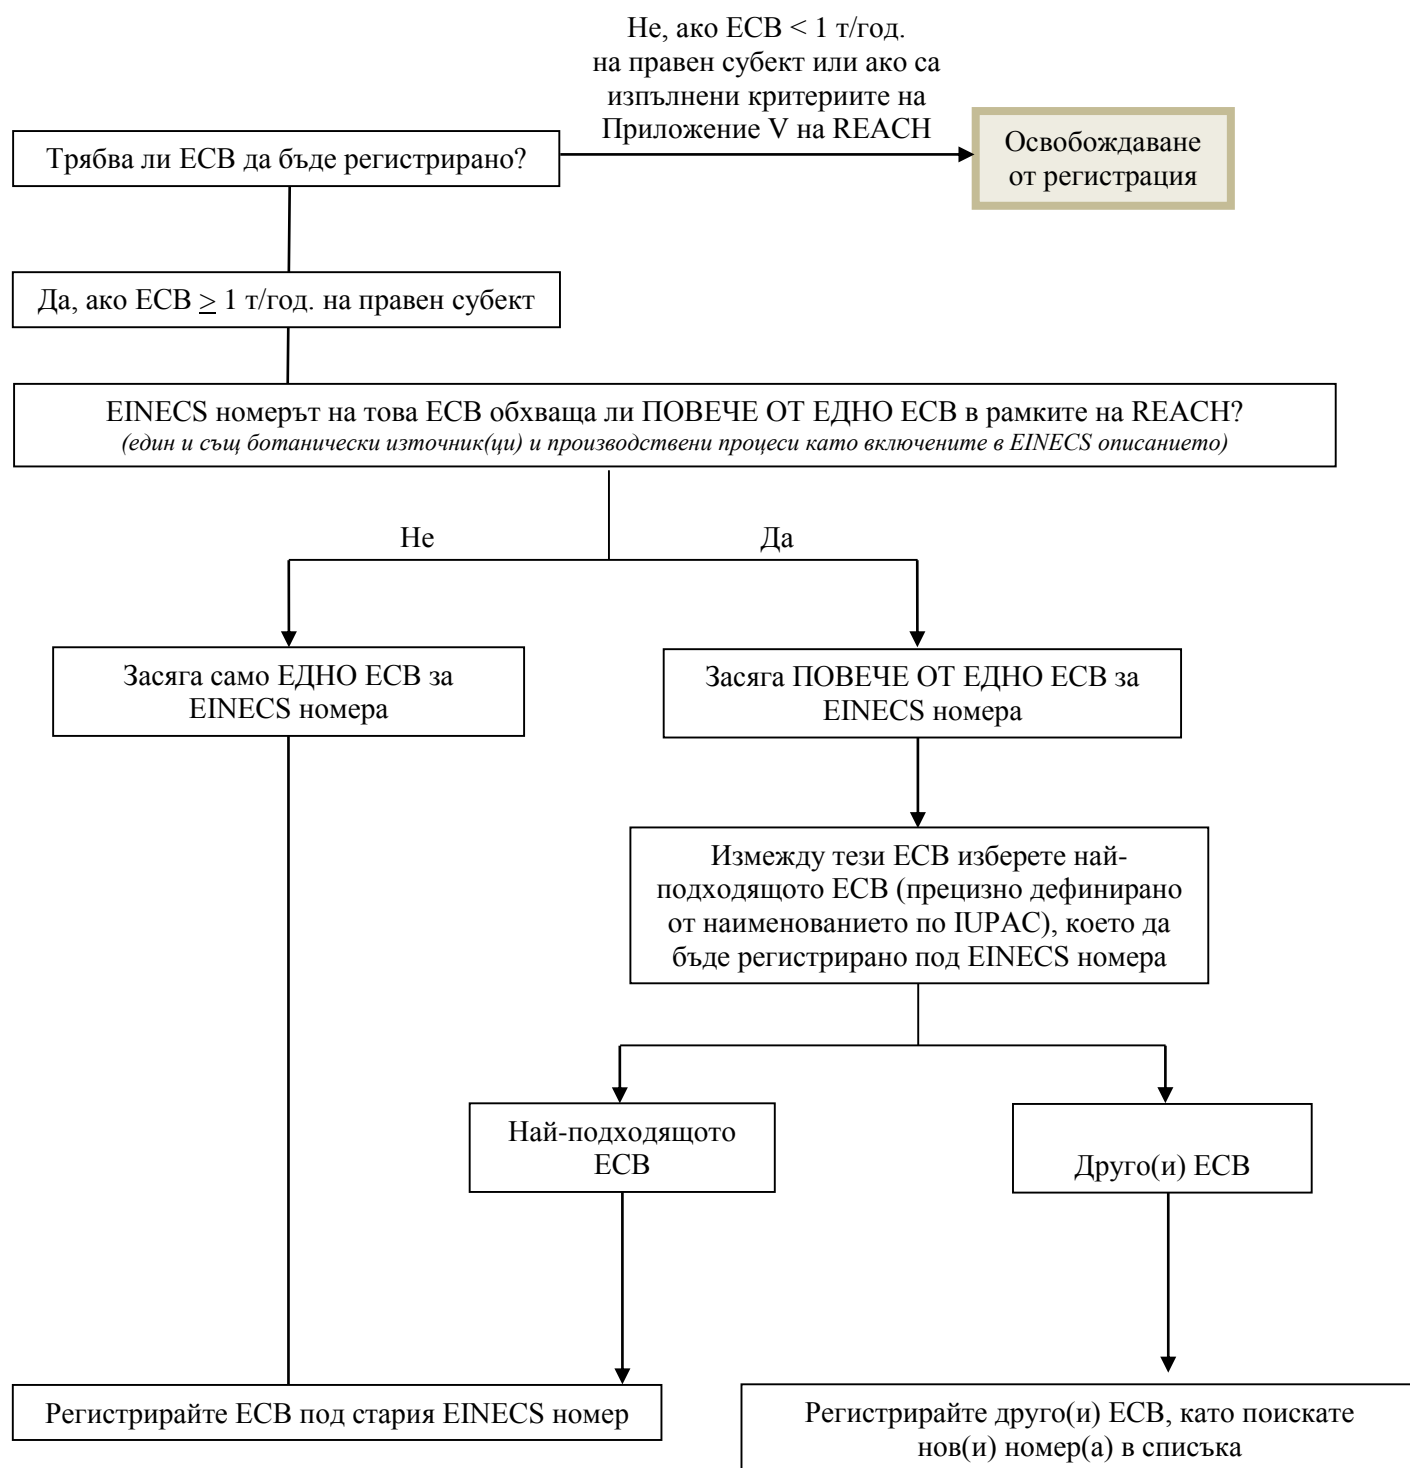 Не, ако ЕСВ < 1 т/год.
на правен субект или ако са
изпълнени критериите на
Приложение V на REACH
Трябва ли ЕСВ да бъде регистрирано?
Освобождаване
от регистрация
Да, ако ЕСВ ≥ 1 т/год. на правен субект
EINECS номерът на това ЕСВ обхваща ли ПОВЕЧЕ ОТ ЕДНО ЕСВ в рамките на REACH?
(един и същ ботанически източник(ци) и производствени процеси като включените в EINECS описанието)
Не
Да
Засяга само ЕДНО ЕСВ за
EINECS номера
Засяга ПОВЕЧЕ ОТ ЕДНО ЕСВ за
EINECS номера
Измежду тези ЕСВ изберете най-
подходящото ЕСВ (прецизно дефинирано
от наименованието по IUPAC), което да
бъде регистрирано под EINECS номера
Най-подходящото
ЕСВ
Друго(и) ЕСВ
Регистрирайте ЕСВ под стария EINECS номер
Регистрирайте друго(и) ЕСВ, като поискате
нов(и) номер(а) в списъка